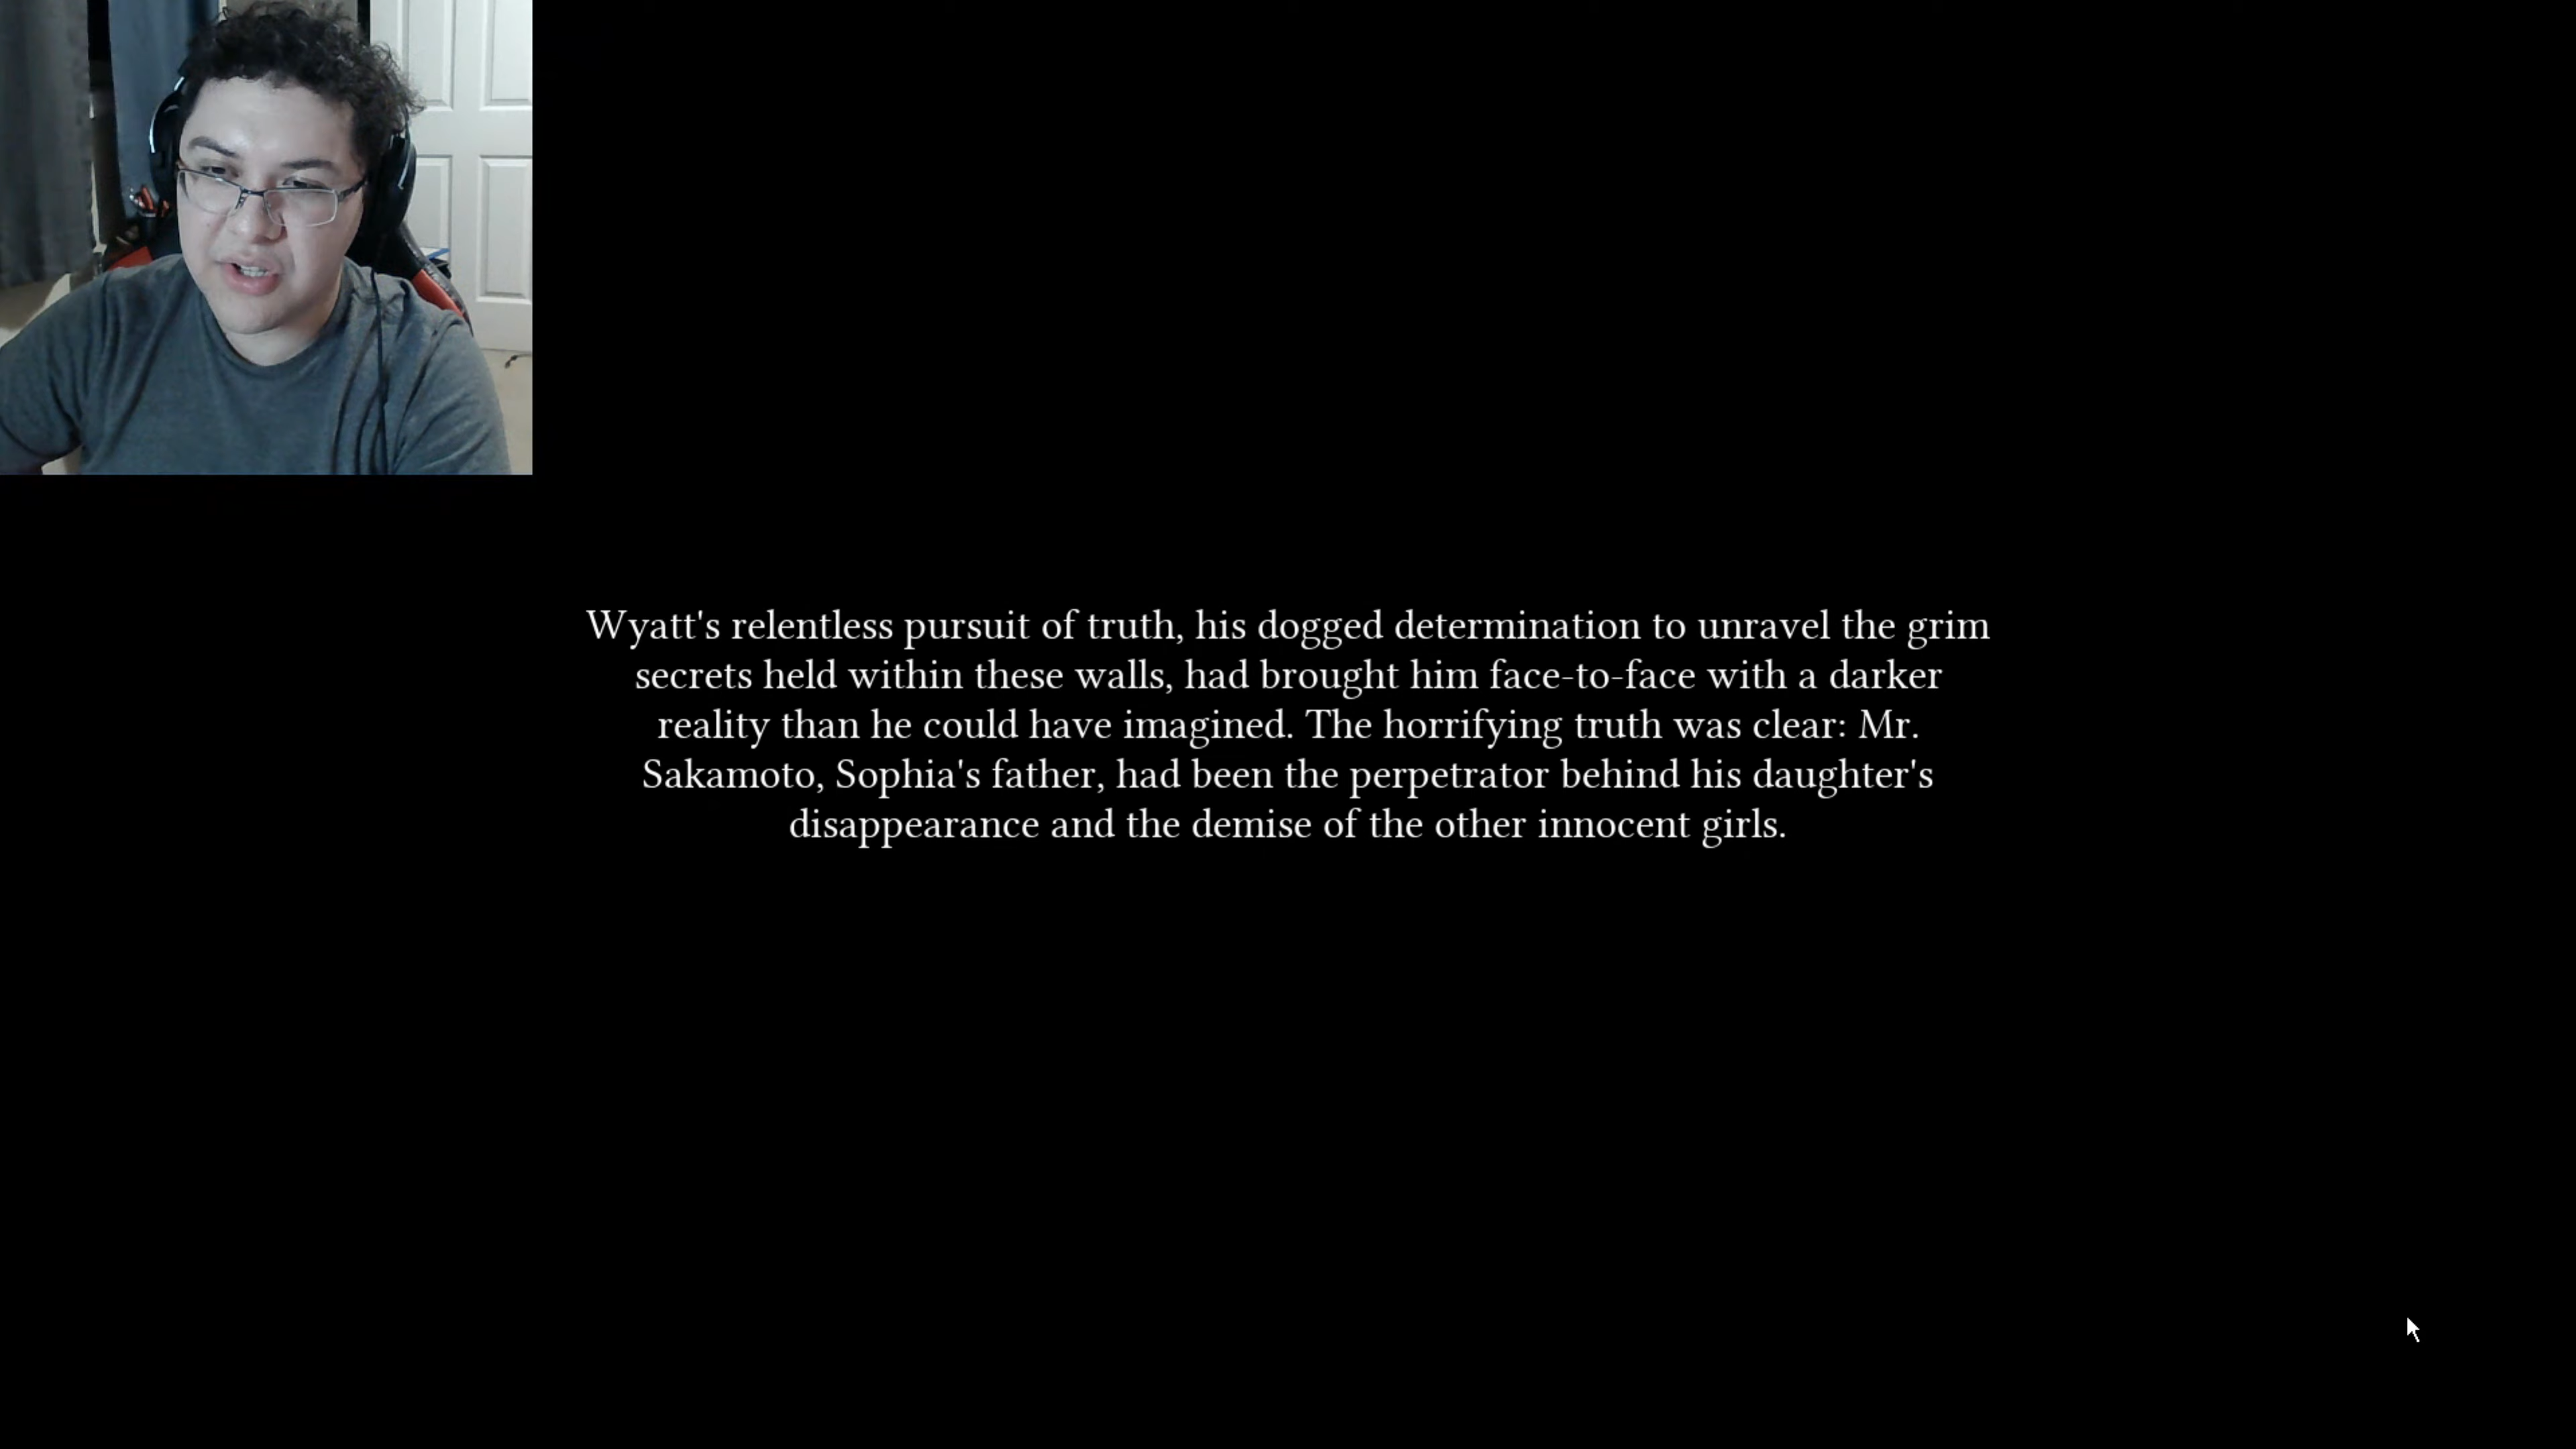 Wyatt's relentless pursuit of truth, his dogged determination to unravel the grim
secrets held within these walls, had brought him face-to-face with a darker
reality than he could have imagined. The horrifying truth was clear: Mr.
Sakamoto, Sophia's father, had been the perpetrator behind his daughter's
disappearance and the demise of the other innocent girls.